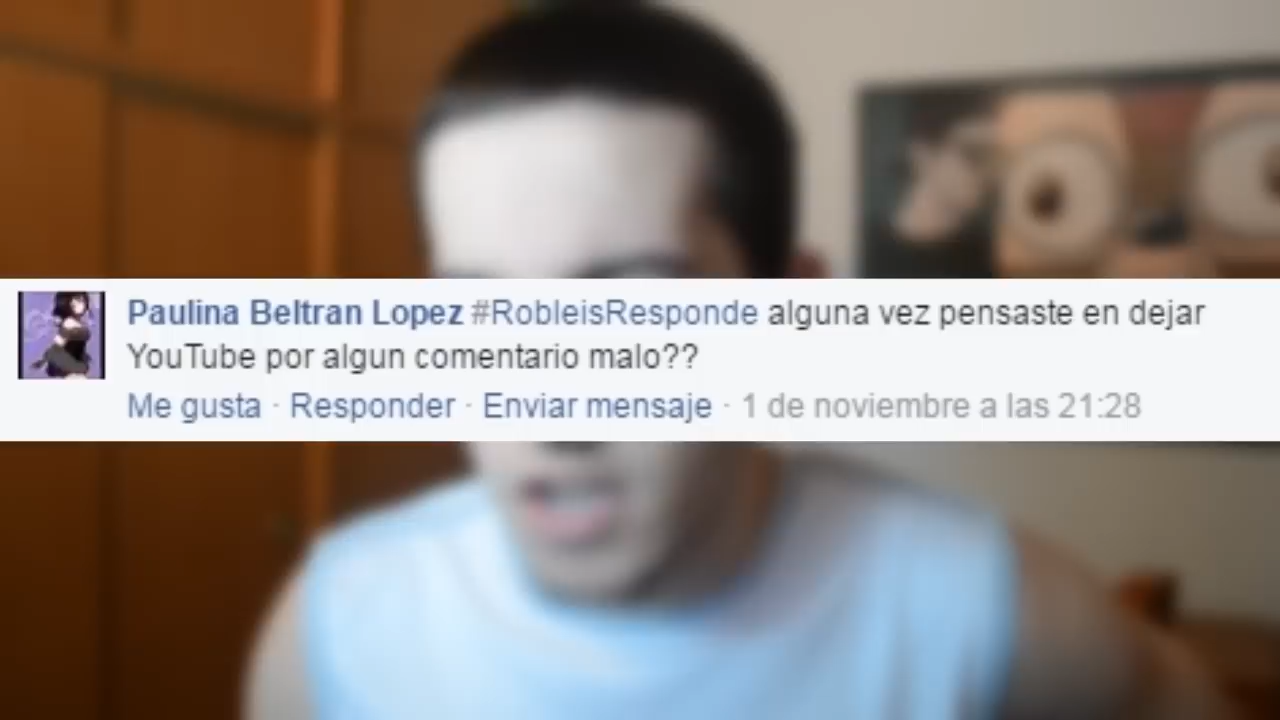 Paulina Beltran Lopez #RobleisResponde alguna vez pensaste en dejar
YouTube por algun comentario malo??
Me gusta · Responder · Enviar mensaje · 1 de noviembre a las 21:28